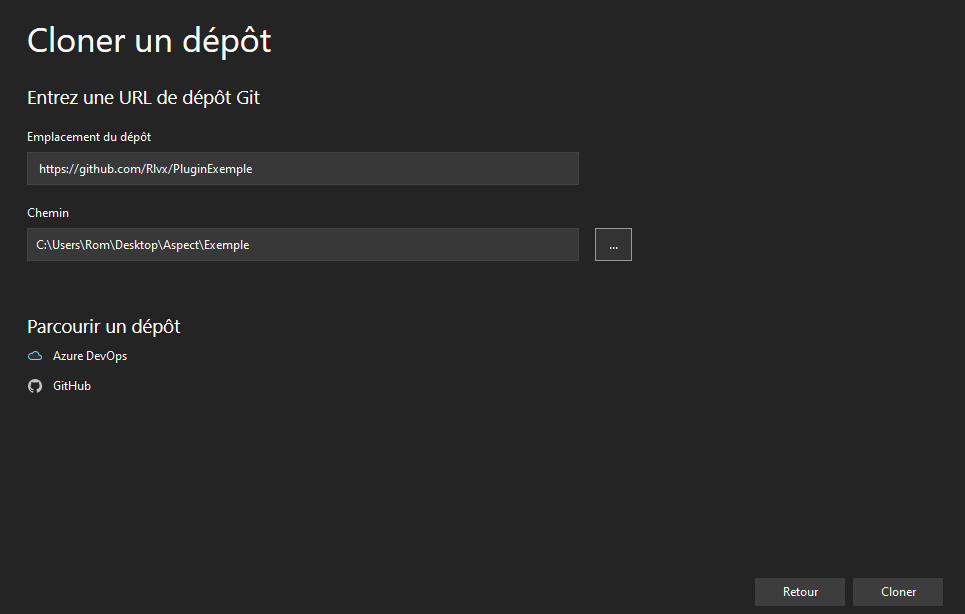 Cloner un dépôt
Entrez une URL de dépôt Git
Emplacement du dépôt
https://github.com/Rlvx/PluginExemple
Chemin
C:\Users\Rom\Desktop\Aspect\Exemple
...
Parcourir un dépôt
Azure DevOps
GitHub
Retour
Cloner